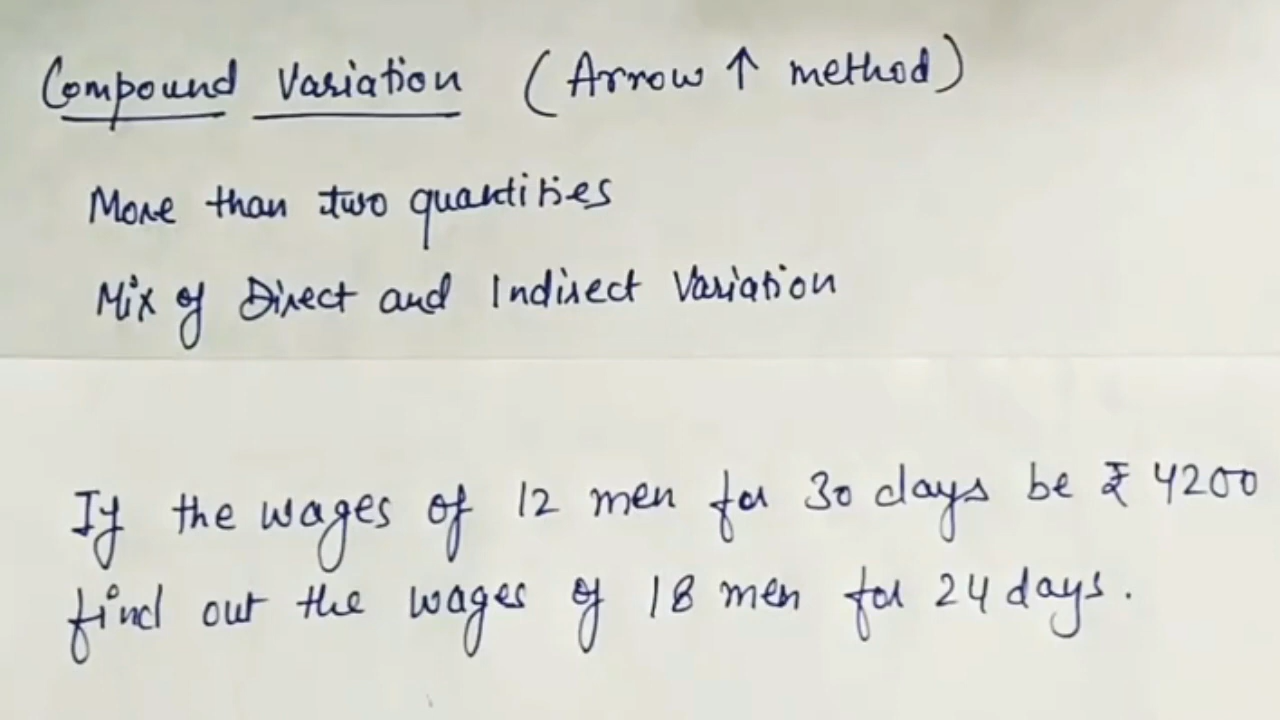 Compound Variation (Arrow ↑ method)
More than two quantities
Mix of Direct and Indirect Variation
If the wages of 12 men for 30 days be ₹ 4200
find out the wages of 18 men for 24 days.